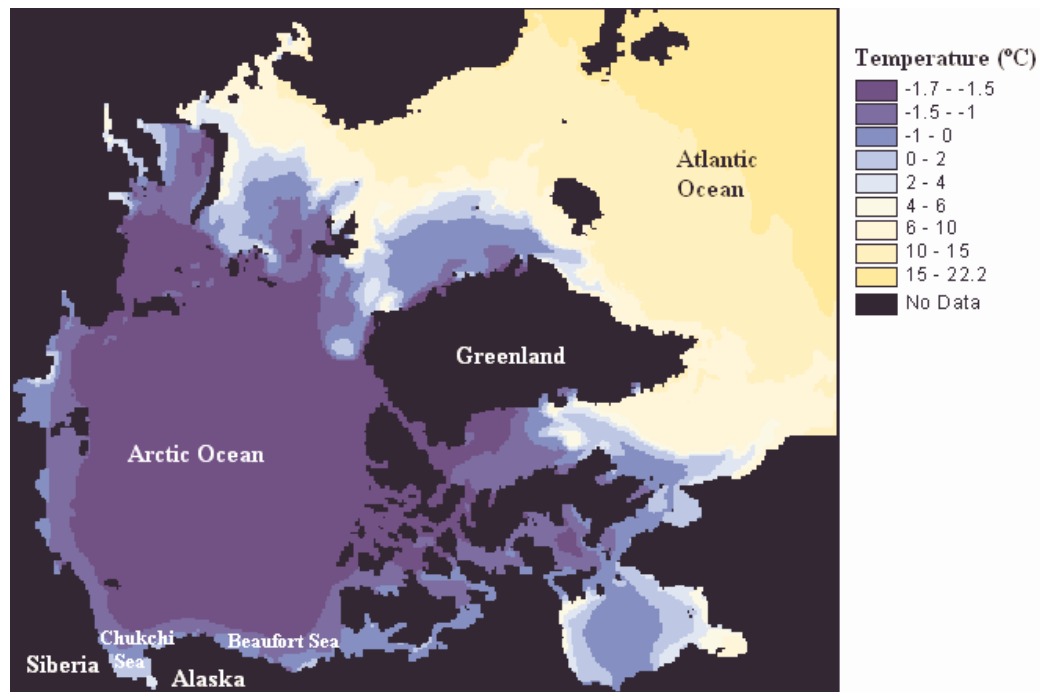 Temperature (ºC)
-1.7 - -1.5
-1.5 - -1
-1 - 0
0 - 2
2 - 4
4 - 6
6 - 10
10 - 15
15 - 22.2
No Data
Atlantic
Ocean
Greenland
Arctic Ocean
Chukchi
Sea
Beaufort Sea
Siberia
Alaska